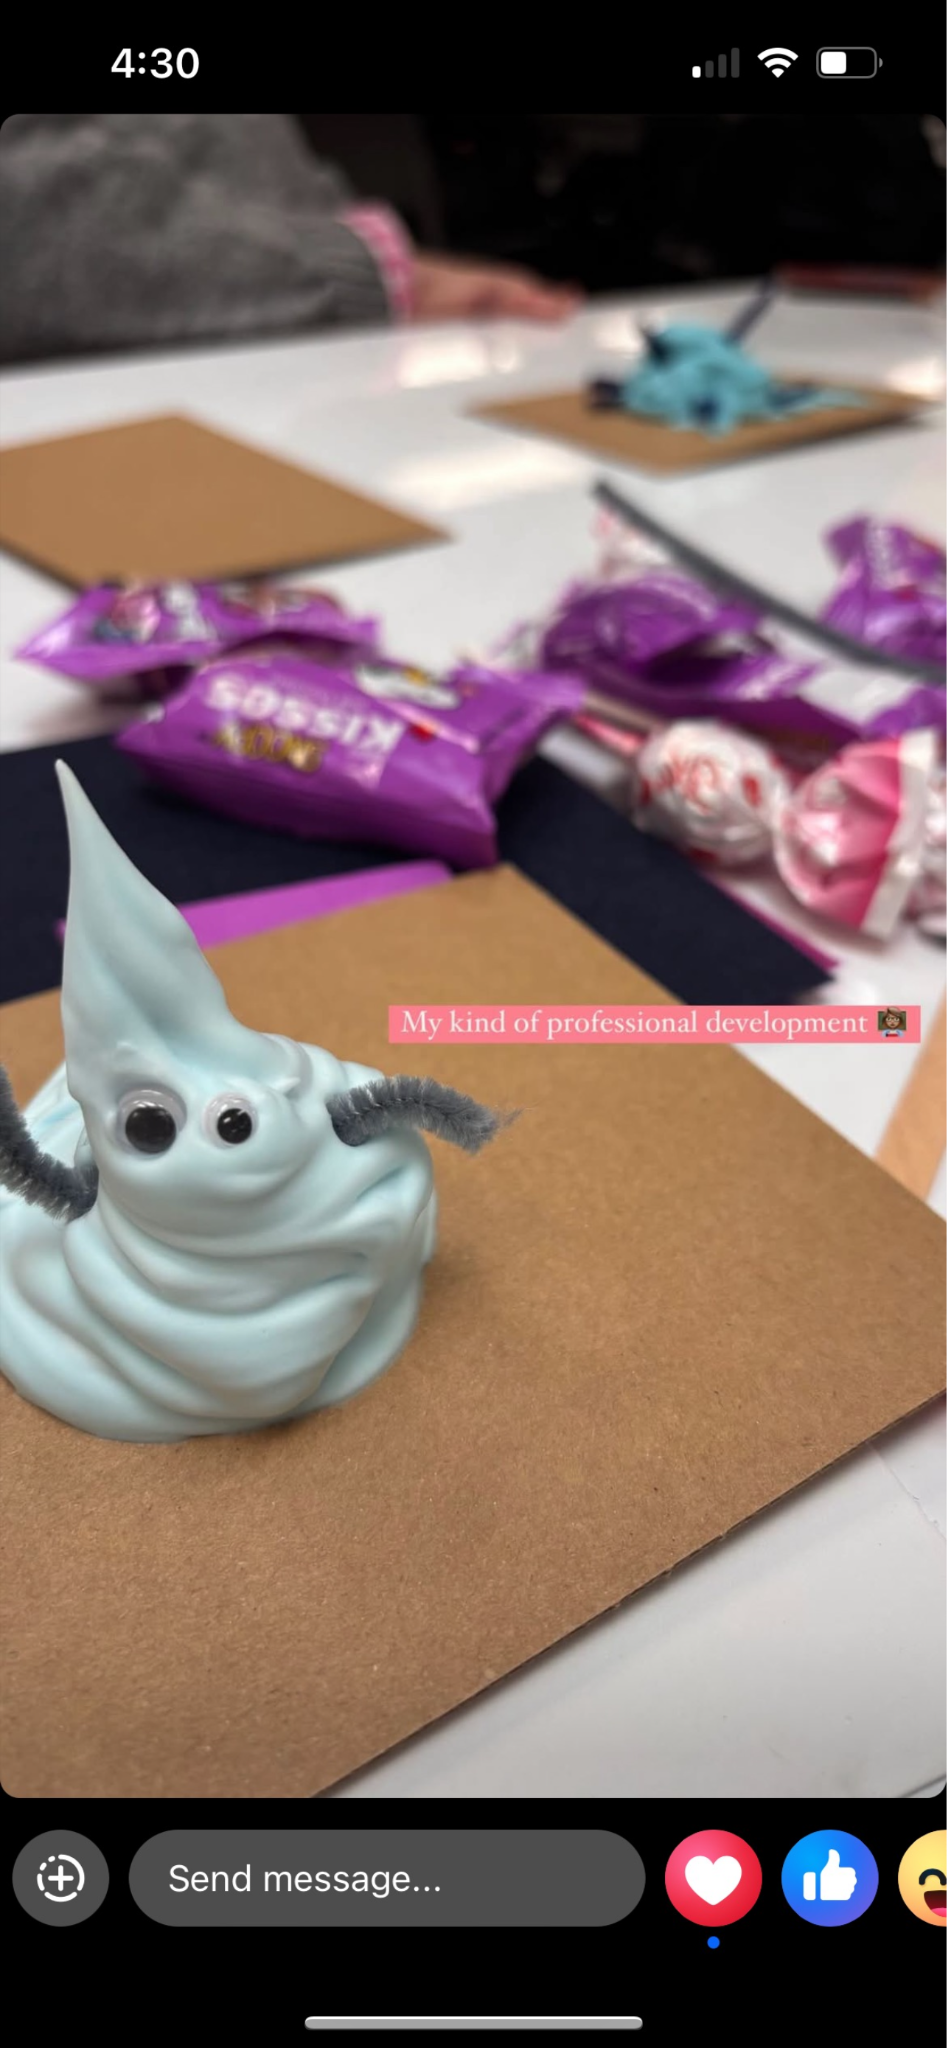 4:30
KISSES
My kind of professional development
Send message...